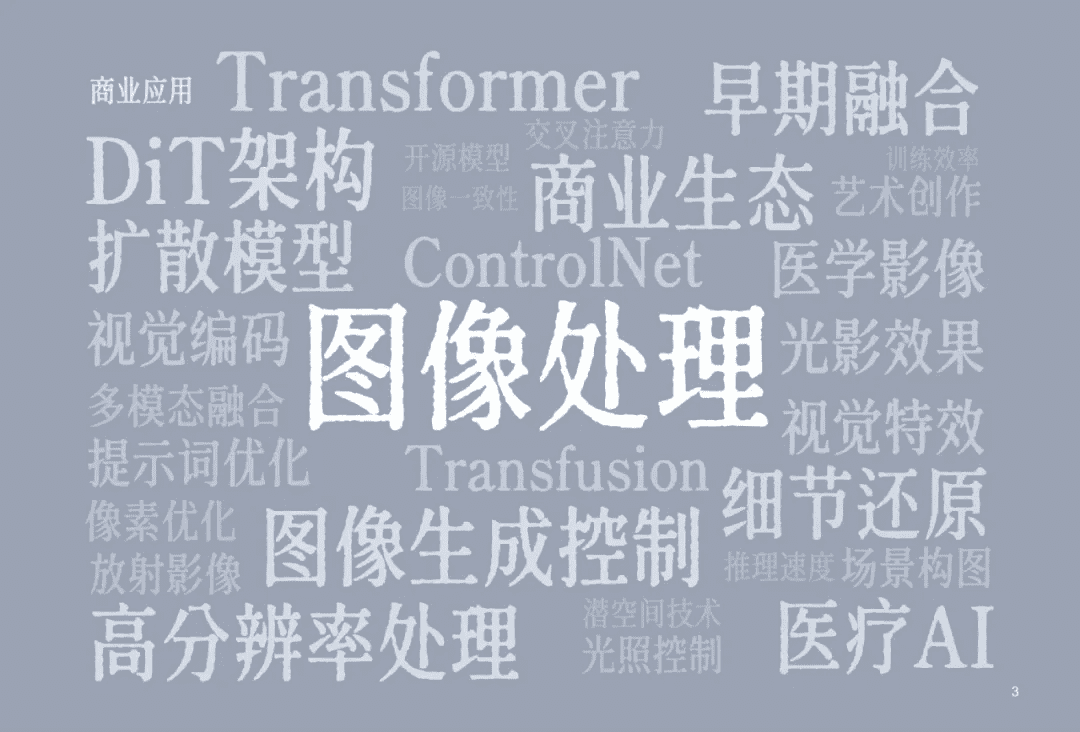 商业应用
Transformer
早期融合
交叉注意力
DiT架构
开源模型
训练效率
商业生态
图像一致性
艺术创作
扩散模型
ControlNet
医学影像
图像处理
视觉编码
光影效果
多模态融合
视觉特效
提示词优化
Transfusion
细节还原
像素优化
图像生成控制
放射影像
推理速度
场景构图
高分辨率处理
潜空间技术
医疗AI
光照控制
3